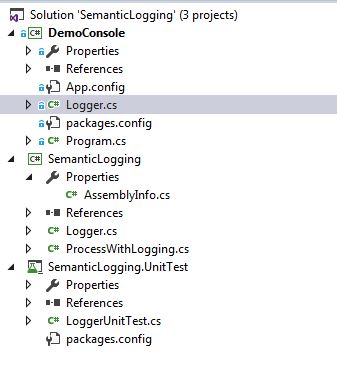 Solution 'SemanticLogging' (3 projects)
C# DemoConsole
Properties
References
App.config
C# Logger.cs
packages.config
C# Program.cs
C# SemanticLogging
Properties
C# AssemblyInfo.cs
References
C# Logger.cs
C# ProcessWithLogging.cs
SemanticLogging.UnitTest
Properties
References
C# LoggerUnitTest.cs
packages.config